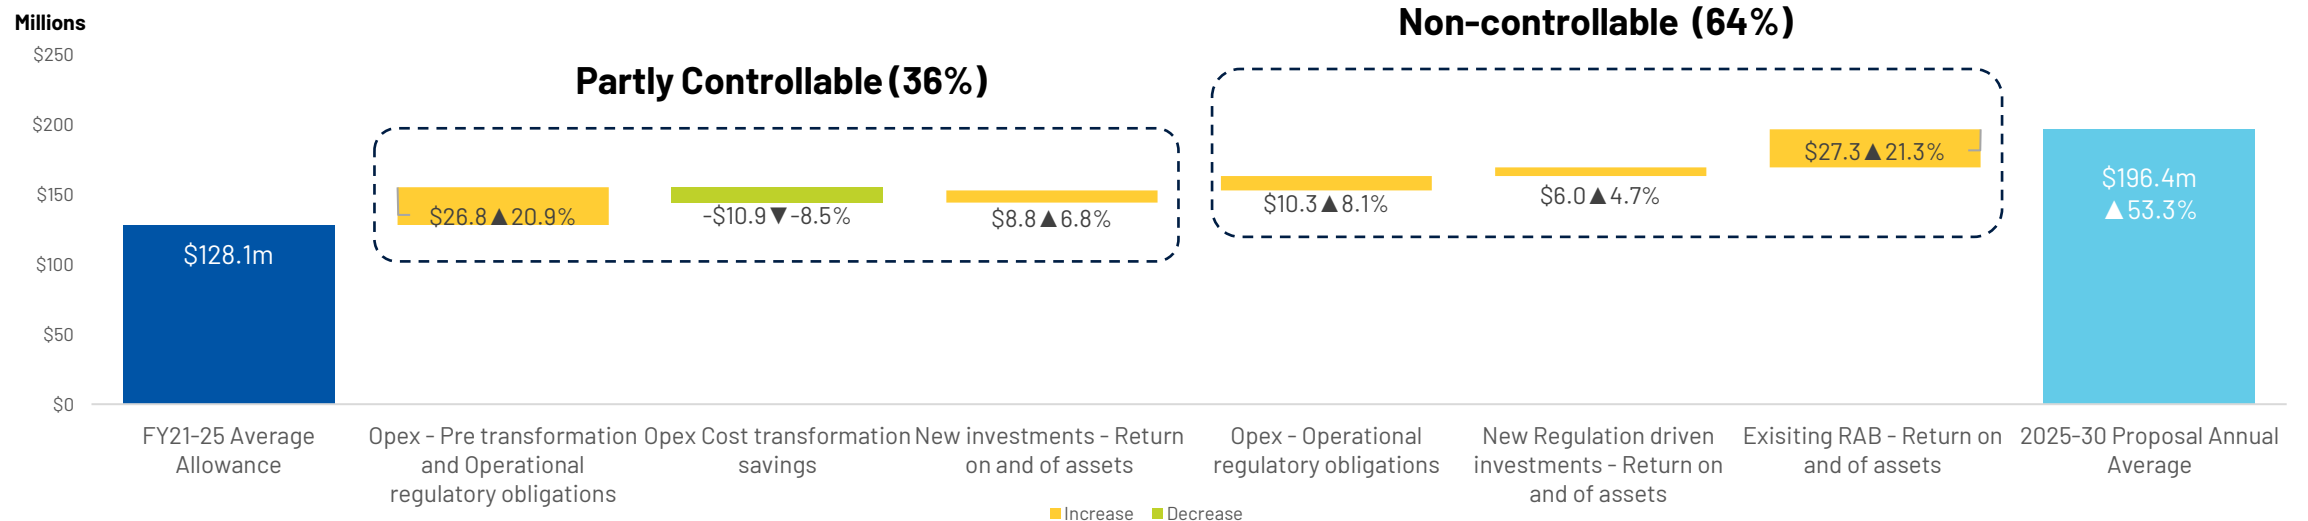 Millions
$250
$200
$150
$100
$50
$0
Partly Controllable (36%)
Non-controllable (64%)
$128.1m
$26.8▲20.9%
-$10.9▼-8.5%
$8.8▲6.8%
$10.3▲8.1%
$6.0▲4.7%
$27.3▲21.3%
$196.4m
▲53.3%
FY21-25 Average
Allowance
Opex - Pre transformation
and Operational
regulatory obligations
Opex Cost transformation
savings
New investments - Return
on and of assets
Opex - Operational
regulatory obligations
New Regulation driven
investments - Return on
and of assets
Exisiting RAB - Return on
and of assets
2025-30 Proposal Annual
Average
Increase
Decrease